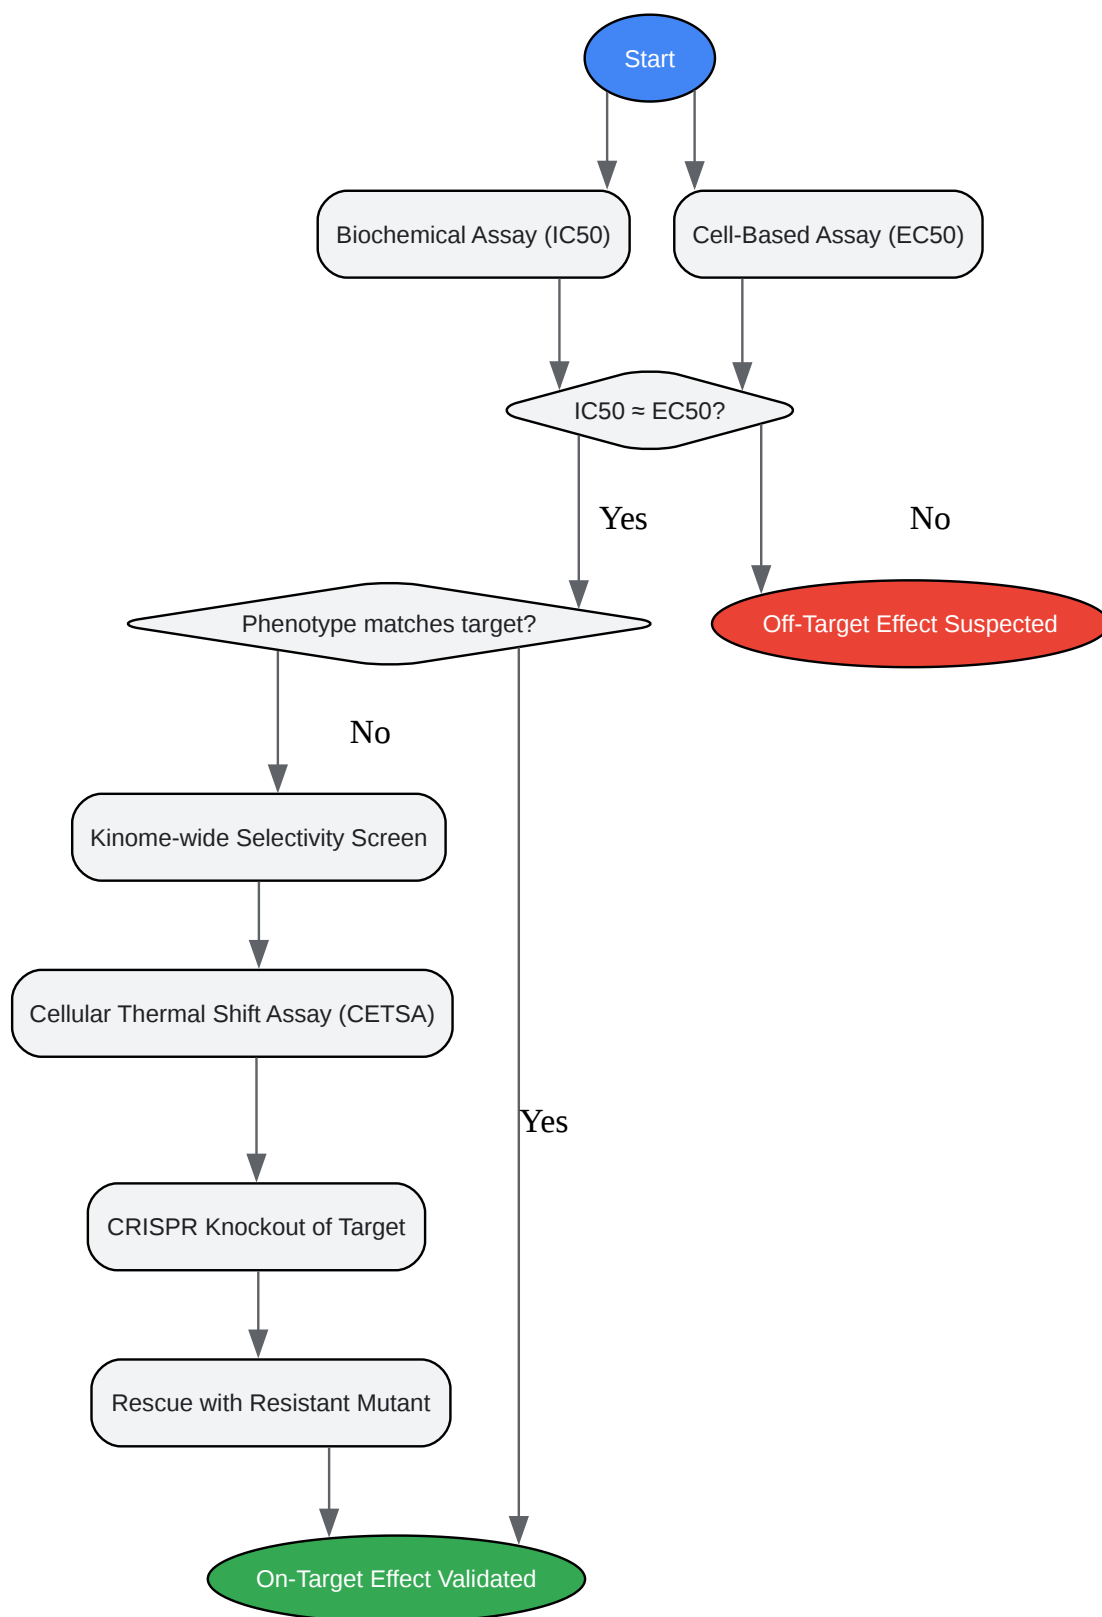 Start
Biochemical Assay (IC50)
Cell-Based Assay (EC50)
IC50 ≈ EC50?
Yes
No
Phenotype matches target?
Off-Target Effect Suspected
No
Kinome-wide Selectivity Screen
Cellular Thermal Shift Assay (CETSA)
Yes
CRISPR Knockout of Target
Rescue with Resistant Mutant
On-Target Effect Validated